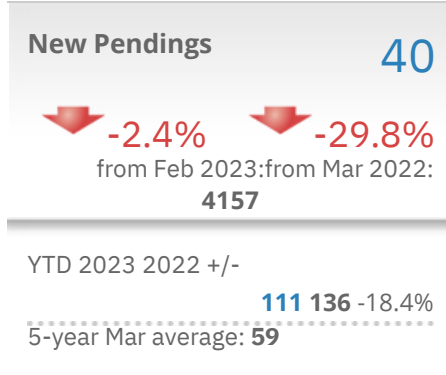 New Pendings
40
-2.4% -29.8%
from Feb 2023:from Mar 2022:
4157
YTD 2023 2022 +/-
111 136 -18.4%
5-year Mar average: 59